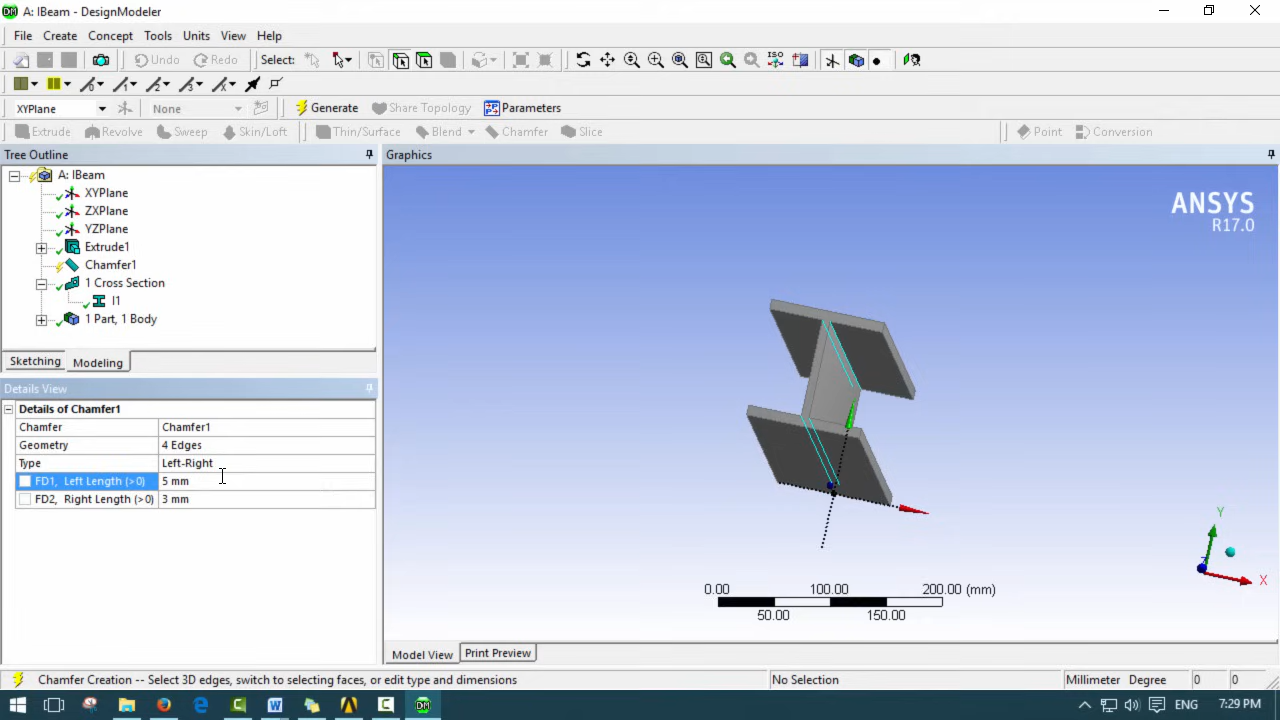 A: IBeam - DesignModeler
File Create Concept Tools Units View Help
Undo Redo Select:
XYPlane None Generate Share Topology Parameters
Extrude Revolve Sweep Skin/Loft Thin/Surface Blend Chamfer Slice Point Conversion
Tree Outline
A: IBeam
XYPlane
ZXPlane
YZPlane
Extrude1
Chamfer1
1 Cross Section
I1
1 Part, 1 Body
Sketching Modeling
Details View
Details of Chamfer1
Chamfer Chamfer1
Geometry 4 Edges
Type Left-Right
FD1, Left Length (>0) 5 mm
FD2, Right Length (>0) 3 mm
Graphics
ANSYS
R17.0
Y
Z
X
0.00 100.00 200.00 (mm)
50.00 150.00
Model View Print Preview
Chamfer Creation -- Select 3D edges, switch to selecting faces, or edit type and dimensions No Selection Millimeter Degree 0 0
ENG 7:29 PM